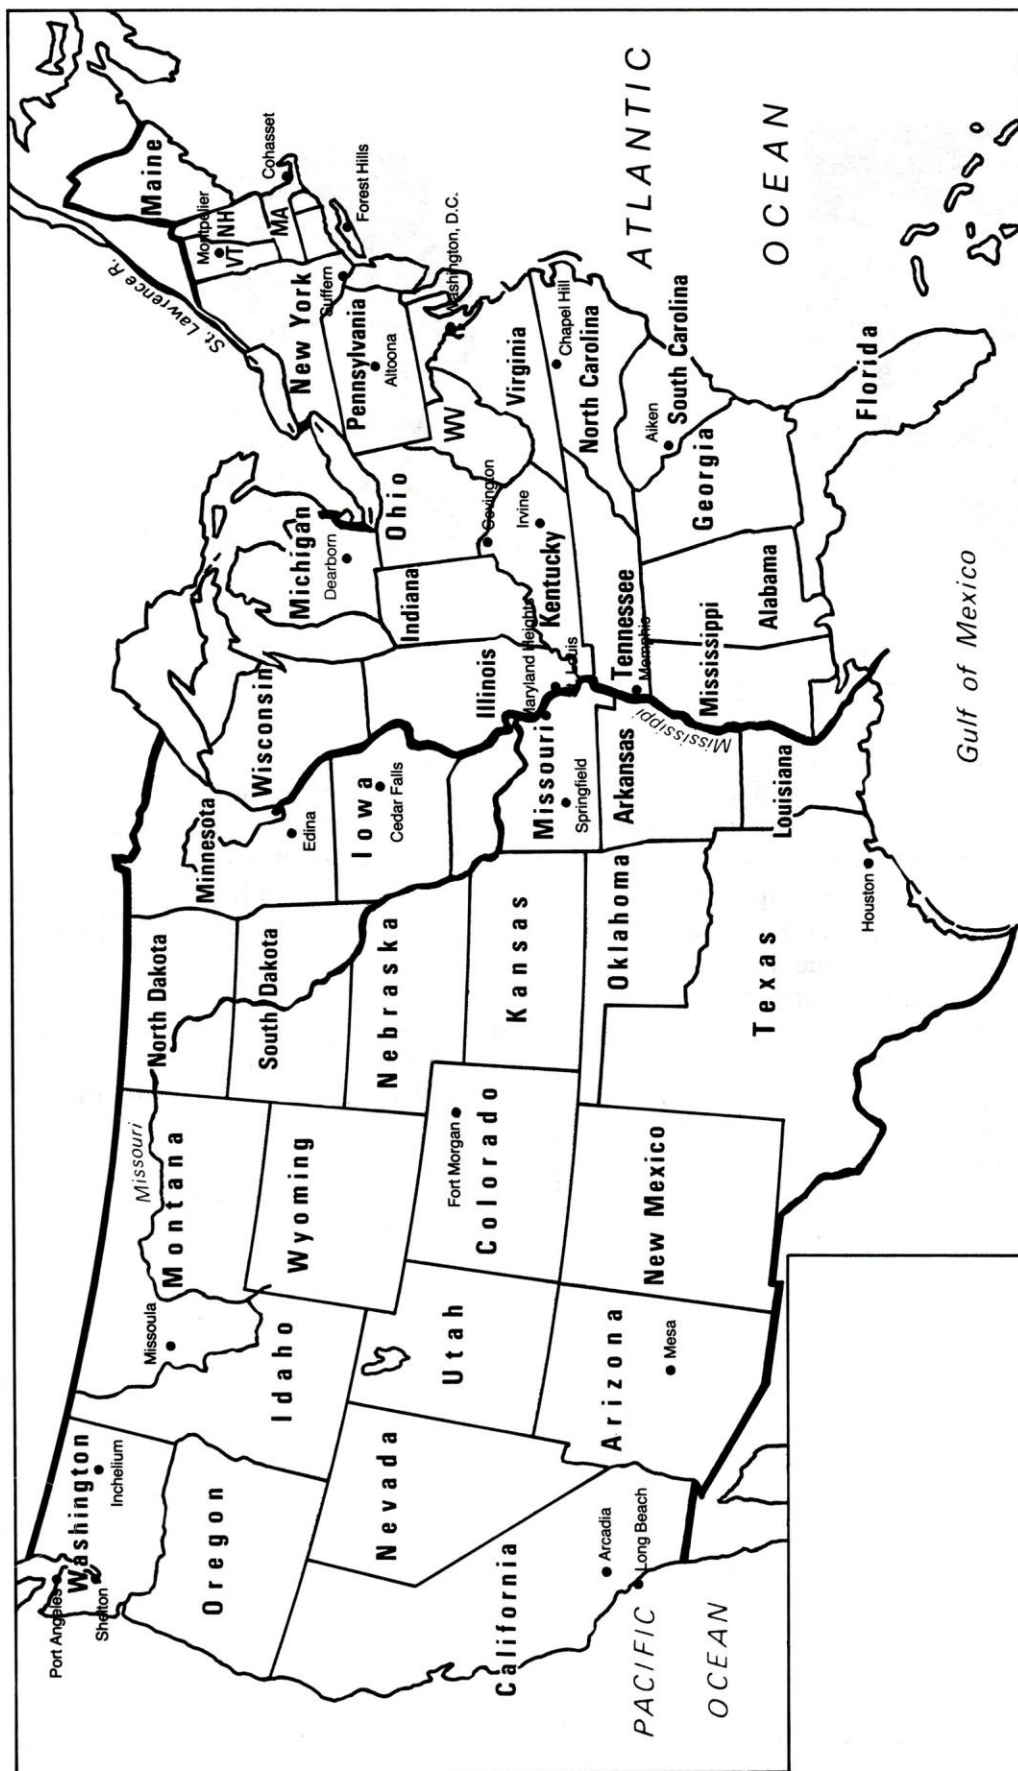 Port Angeles
Washington
Shelton
Inchelium
Oregon
California
Nevada
Idaho
Arcadia
Long Beach
PACIFIC
OCEAN
Missoula
Montana
Missouri
Wyoming
Utah
Arizona
Mesa
Fort Morgan
Colorado
New Mexico
North Dakota
South Dakota
Nebraska
Kansas
Oklahoma
Texas
Houston
Minnesota
Edina
Iowa
Cedar Falls
Missouri
Springfield
Maryland Heights
St. Louis
Arkansas
Mississippi
Louisiana
Wisconsin
Illinois
Michigan
Dearborn
Indiana
Ohio
Covington
Irvine
Kentucky
Tennessee
Memphis
Mississippi
Alabama
Georgia
Florida
Aiken
South Carolina
North Carolina
Chapel Hill
Virginia
WV
Washington, D.C.
Pennsylvania
Altoona
New York
Suffern
Forest Hills
St. Lawrence R.
Montpelier
VT
NH
MA
Cohasset
Maine
ATLANTIC
OCEAN
Gulf of Mexico